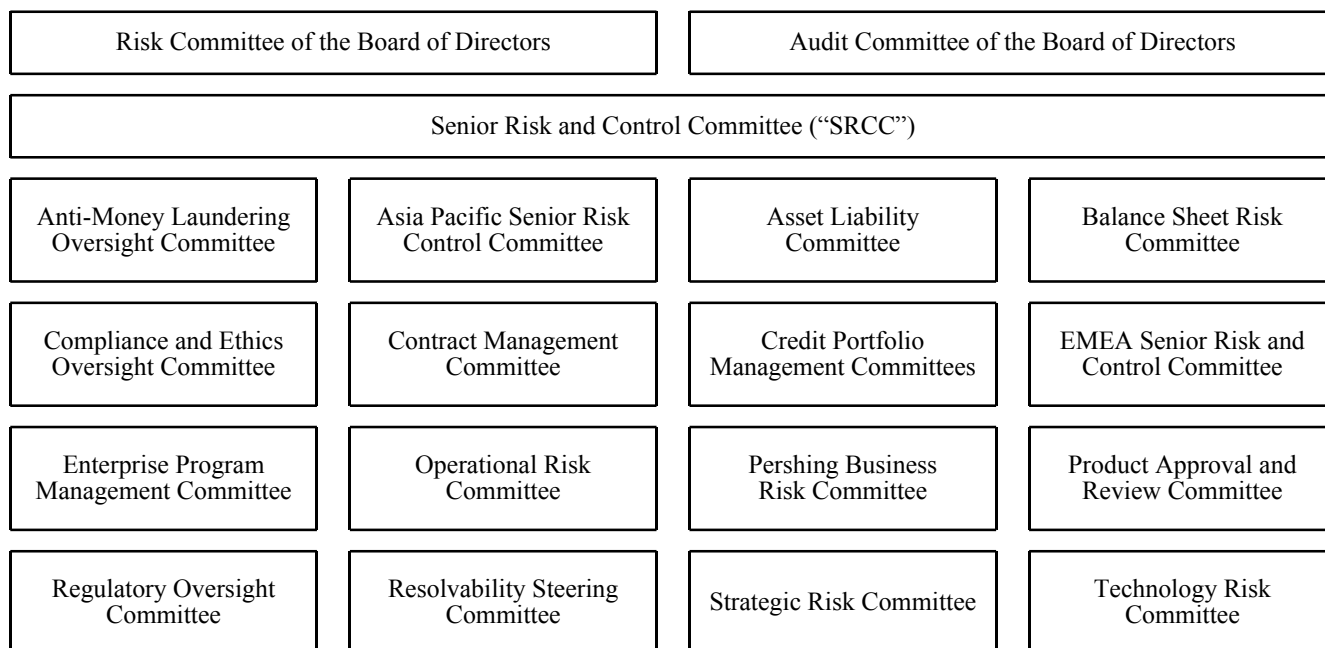 Risk Committee of the Board of Directors
Audit Committee of the Board of Directors
Senior Risk and Control Committee (“SRCC”)
Anti-Money Laundering
Oversight Committee
Asia Pacific Senior Risk
Control Committee
Asset Liability
Committee
Balance Sheet Risk
Committee
Compliance and Ethics
Oversight Committee
Contract Management
Committee
Credit Portfolio
Management Committees
EMEA Senior Risk and
Control Committee
Enterprise Program
Management Committee
Operational Risk
Committee
Pershing Business
Risk Committee
Product Approval and
Review Committee
Regulatory Oversight
Committee
Resolvability Steering
Committee
Strategic Risk Committee
Technology Risk
Committee